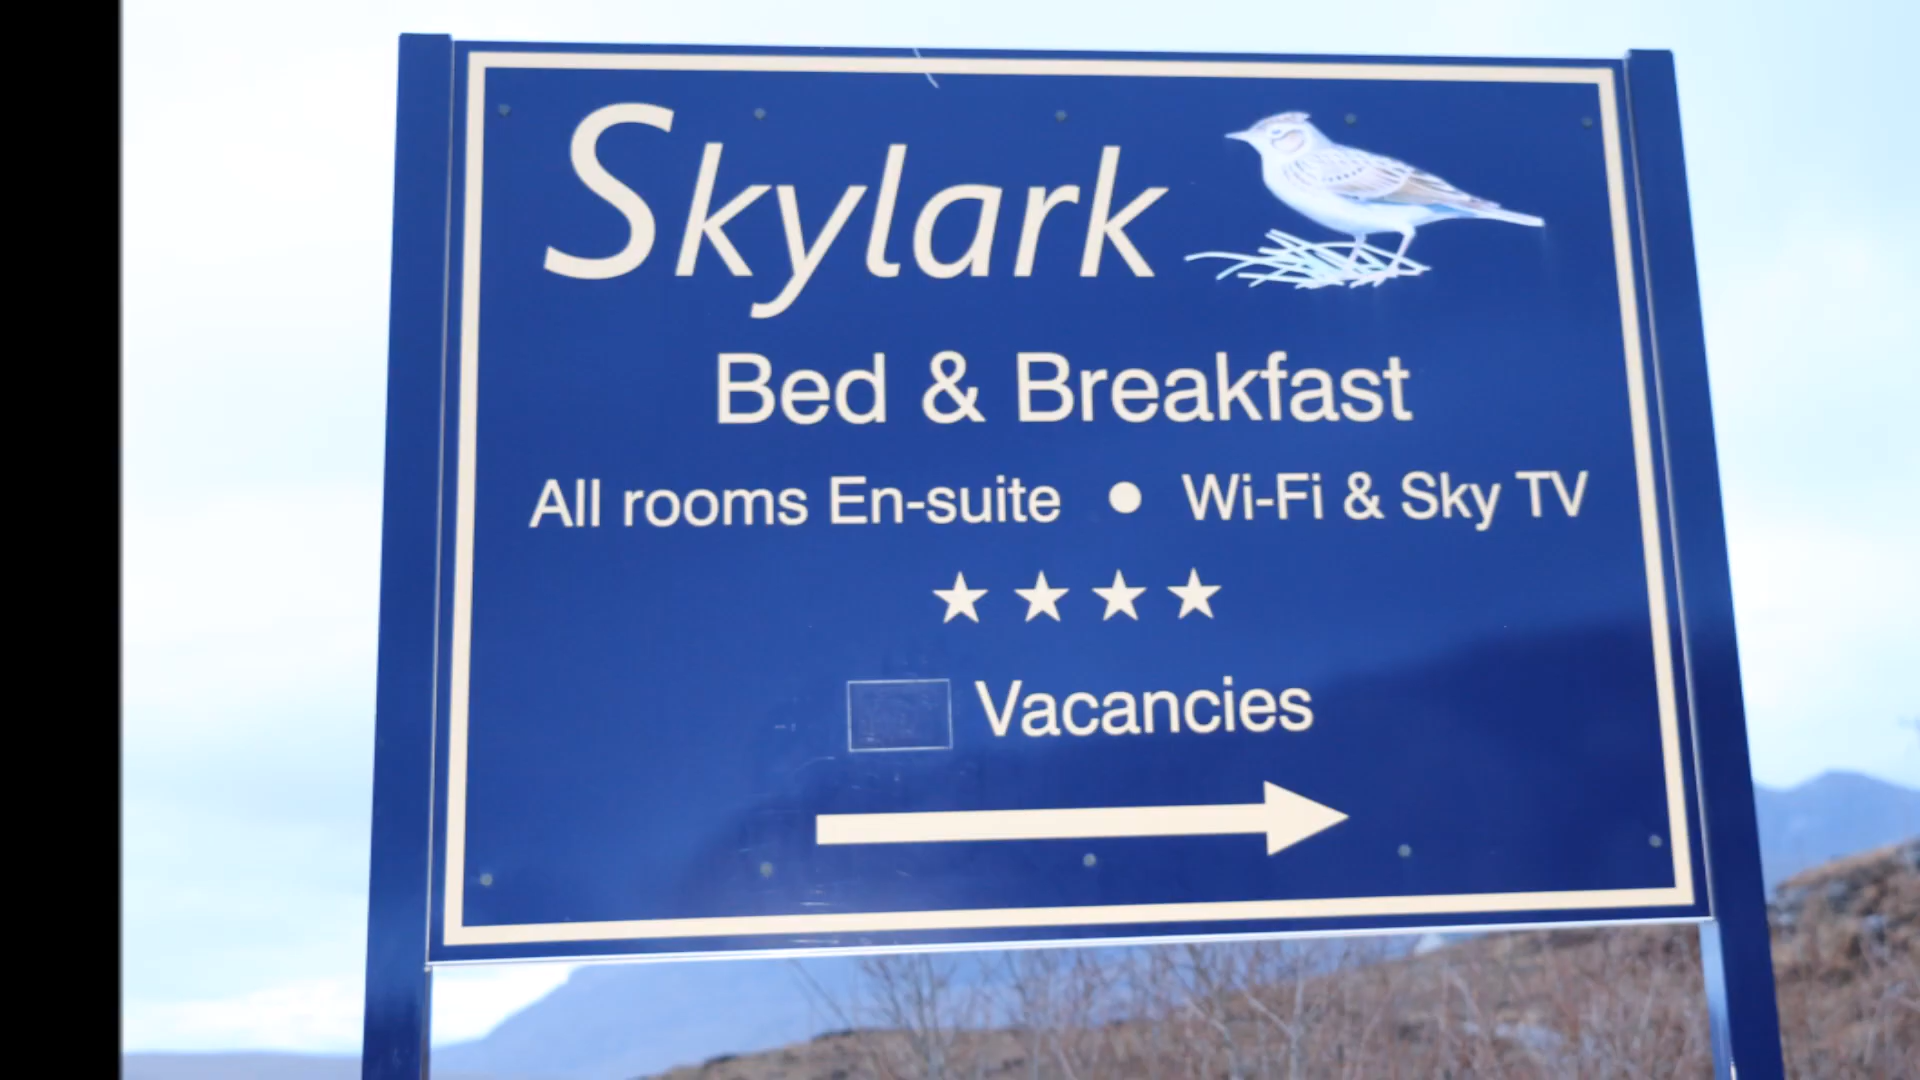 Skylark
Bed & Breakfast
All rooms En-suite • Wi-Fi & Sky TV
★ ★ ★ ★
Vacancies